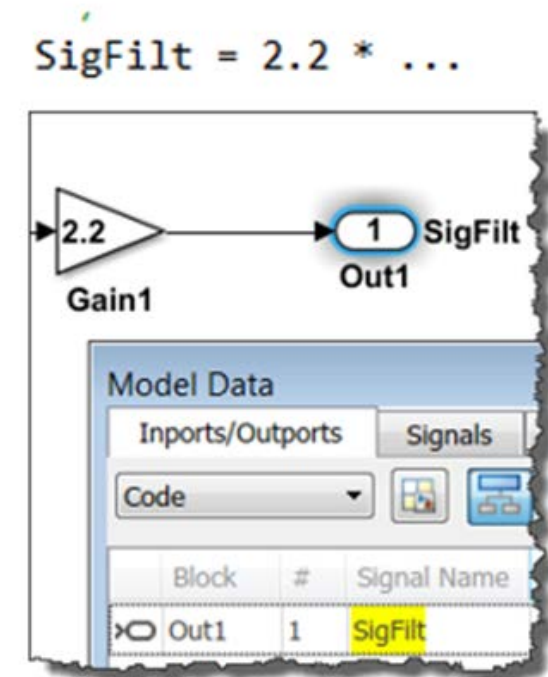 SigFilt = 2.2 * ...
2.2
1 SigFilt
Gain1
Out1
Model Data
Inports/Outports Signals
Code
Block # Signal Name
Out1 1 SigFilt